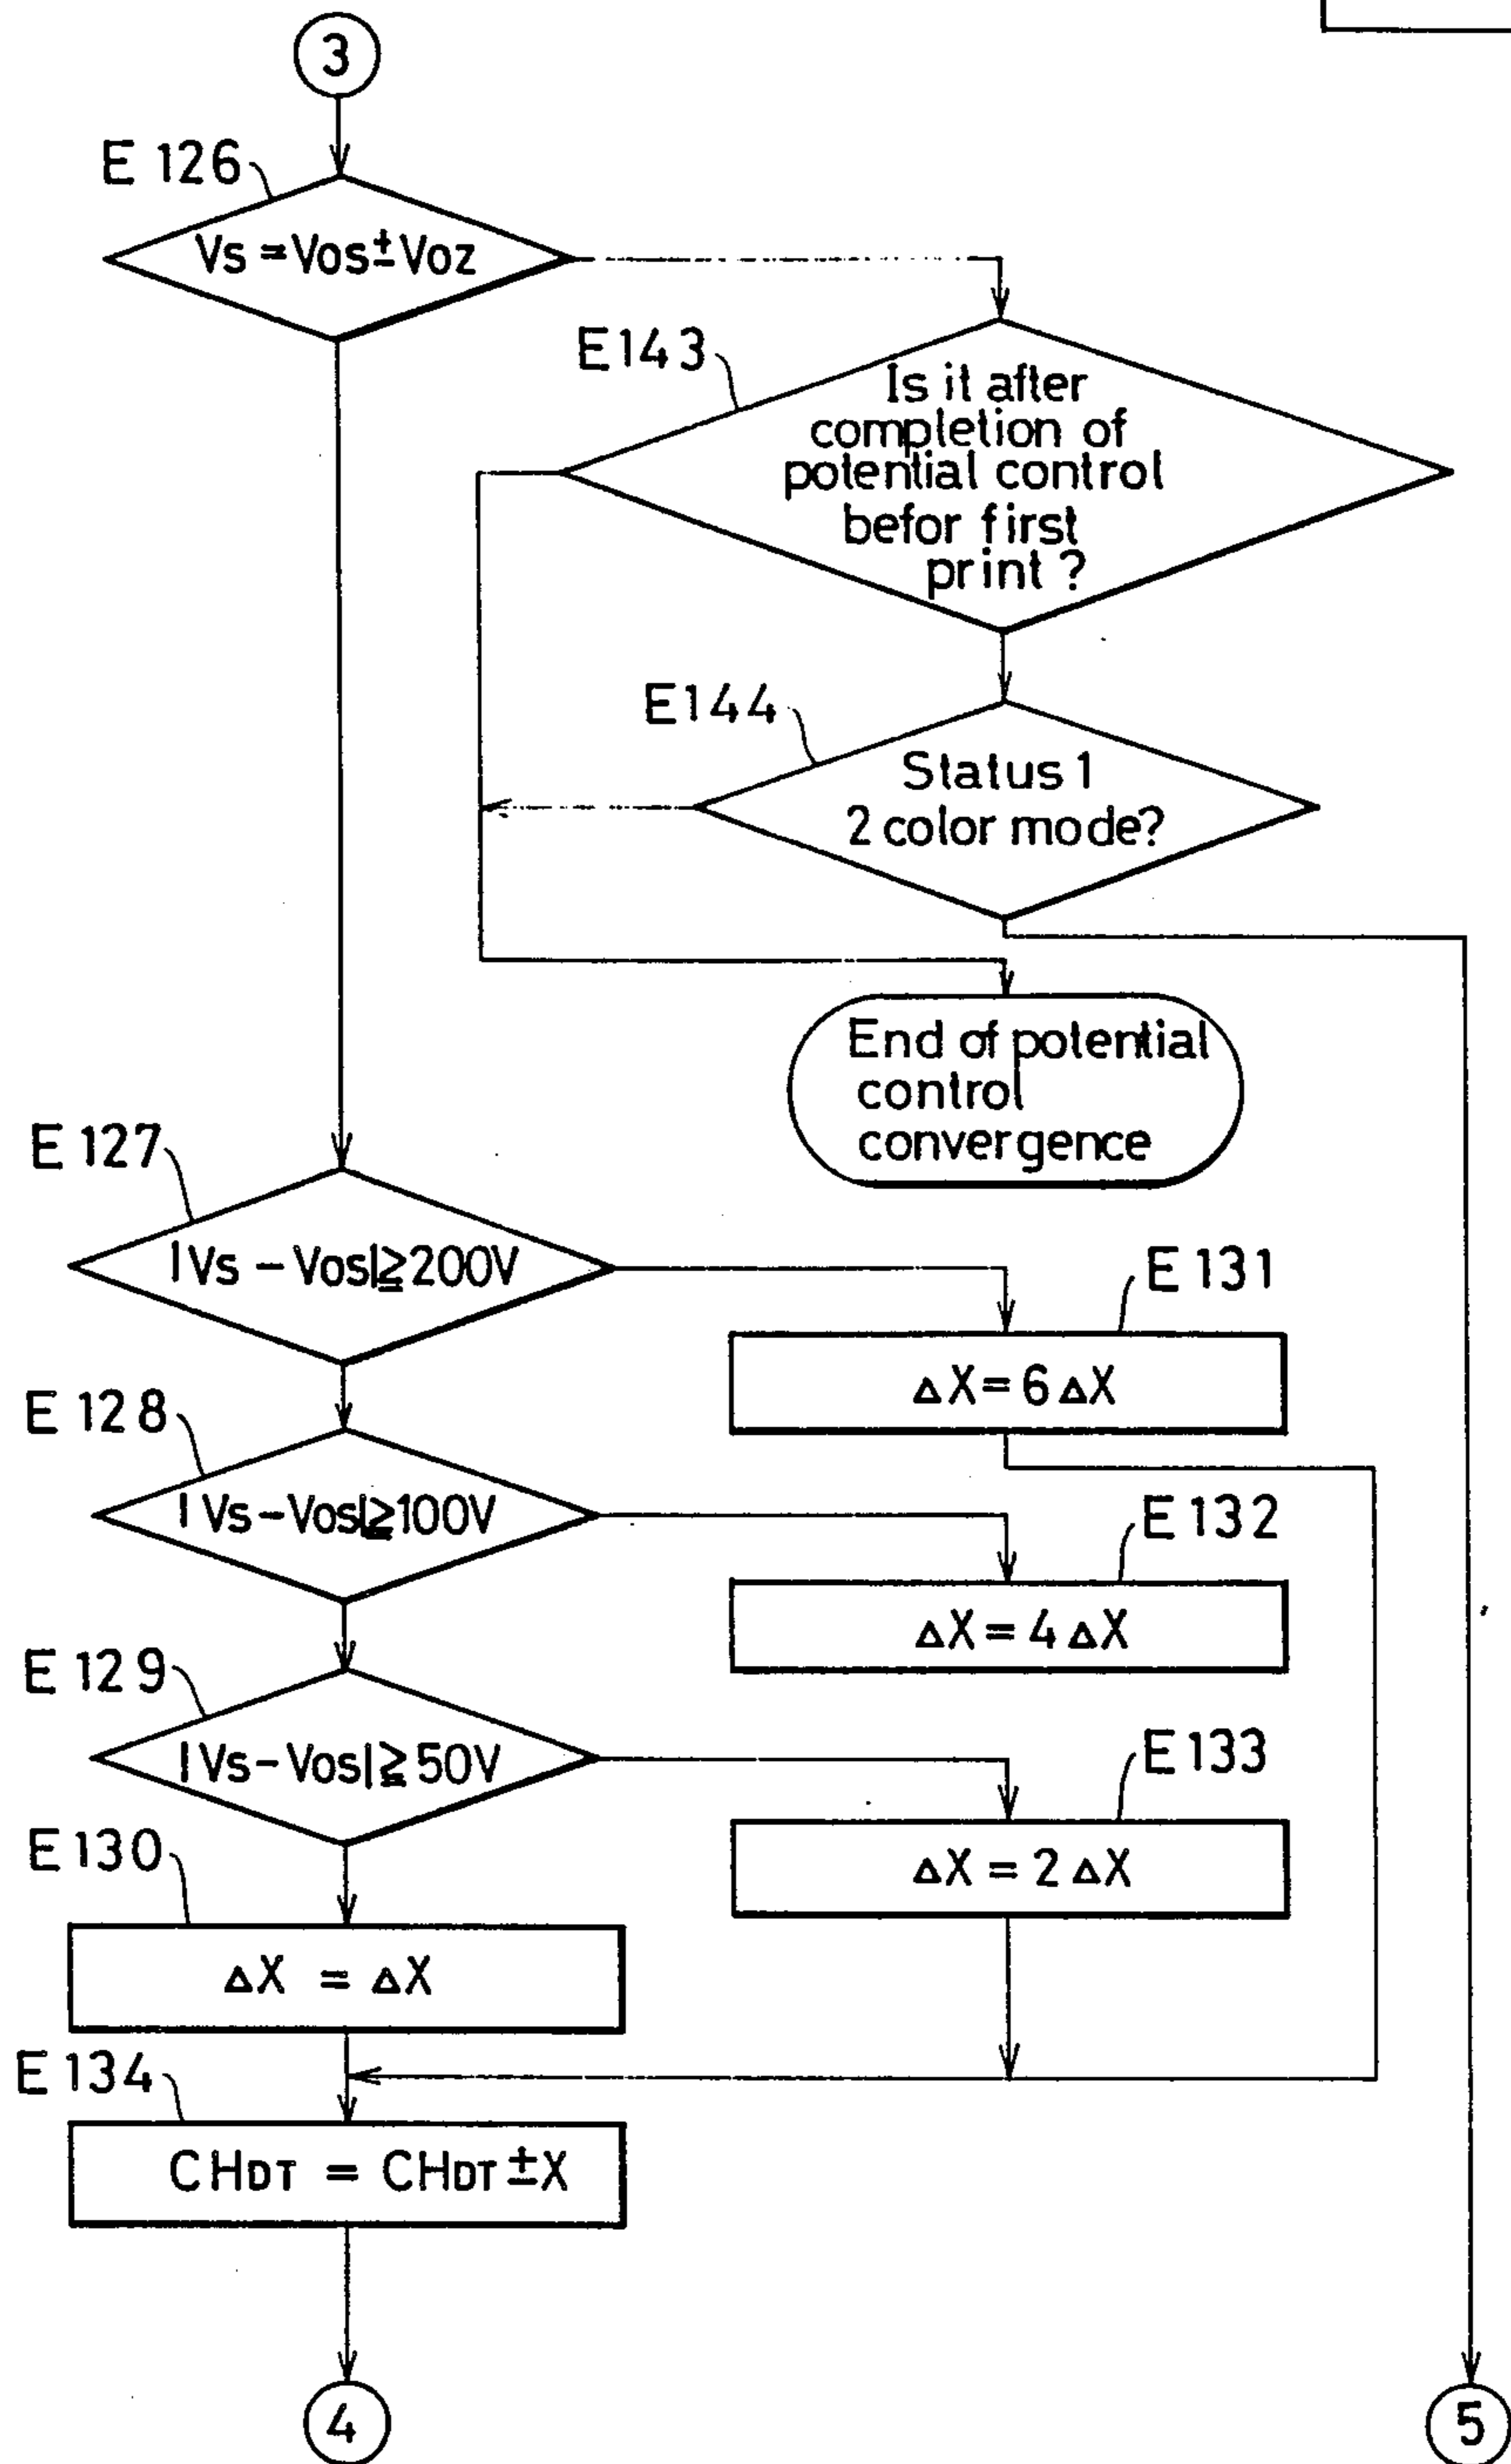 3
E 126
Vs = Vos ± Voz
E 143
Is it after
completion of
potential control
befor first
print ?
E 144
Status 1
2 color mode?
End of potential
control
convergence
E 127
|Vs - Vos| ≧ 200V
E 131
ΔX = 6 ΔX
E 128
|Vs - Vos| ≧ 100V
E 132
ΔX = 4 ΔX
E 129
|Vs - Vos| ≧ 50V
E 133
ΔX = 2 ΔX
E 130
ΔX = ΔX
E 134
CHDT = CHDT ± X
4
5